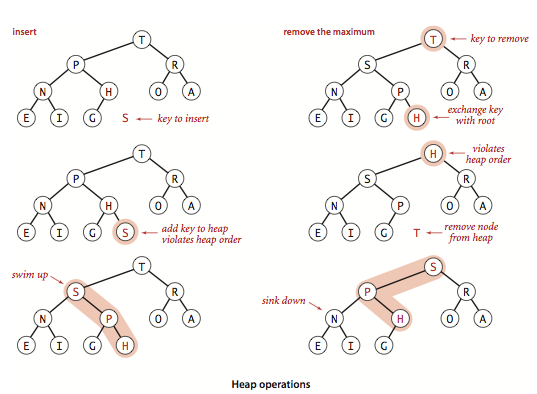 insert
T
P R
N H O A
E I G S key to insert
T
P R
N H O A
E I G S add key to heap
violates heap order
swim up
T
S R
N P O A
E I G H
remove the maximum
T key to remove
S R
N P O A
E I G H exchange key
with root
H violates
heap order
S R
N P O A
E I G T remove node
from heap
sink down
S
P R
N H O A
E I G
Heap operations